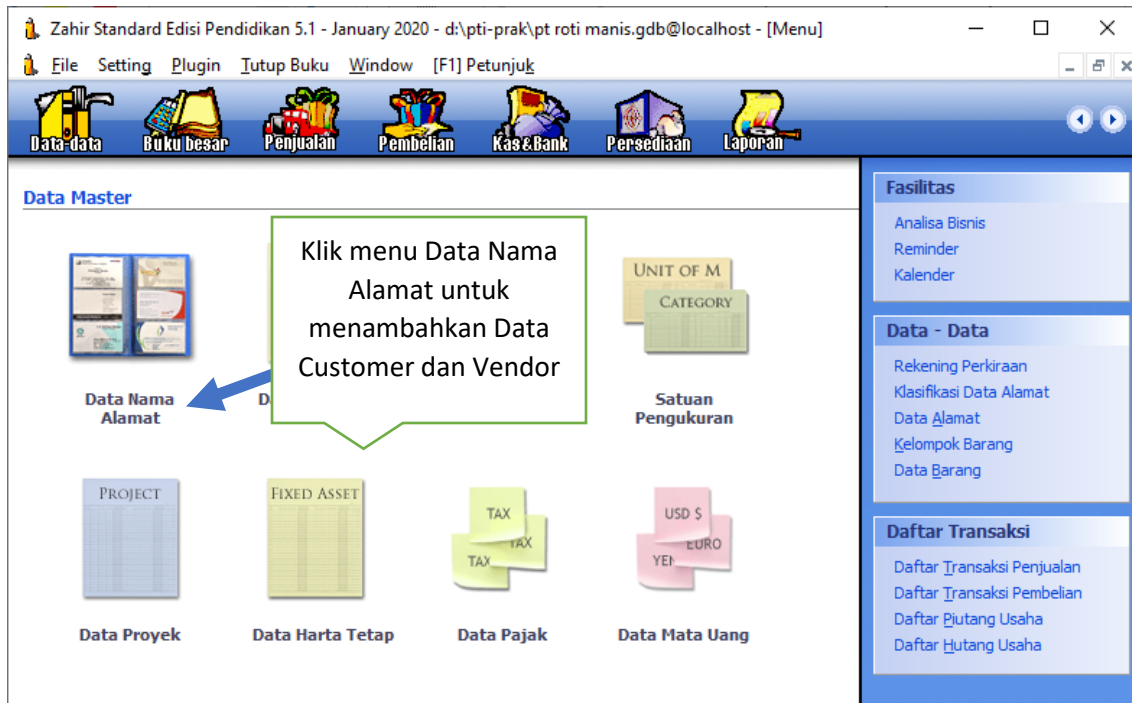 Zahir Standard Edisi Pendidikan 5.1 - January 2020 - d:\pti-prak\pt roti manis.gdb@localhost - [Menu]
File Setting Plugin Tutup Buku Window [F1] Petunjuk
Data-data Buku besar Penjualan Pembelian Kas&Bank Persediaan Laporan
Data Master
Klik menu Data Nama
Alamat untuk
menambahkan Data
Customer dan Vendor
UNIT OF M
CATEGORY
Data Nama
Alamat
Satuan
Pengukuran
PROJECT
FIXED ASSET
TAX
TAX
TAX
USD $
EURO
YEN
Data Proyek
Data Harta Tetap
Data Pajak
Data Mata Uang
Fasilitas
Analisa Bisnis
Reminder
Kalender
Data - Data
Rekening Perkiraan
Klasifikasi Data Alamat
Data Alamat
Kelompok Barang
Data Barang
Daftar Transaksi
Daftar Transaksi Penjualan
Daftar Transaksi Pembelian
Daftar Piutang Usaha
Daftar Hutang Usaha